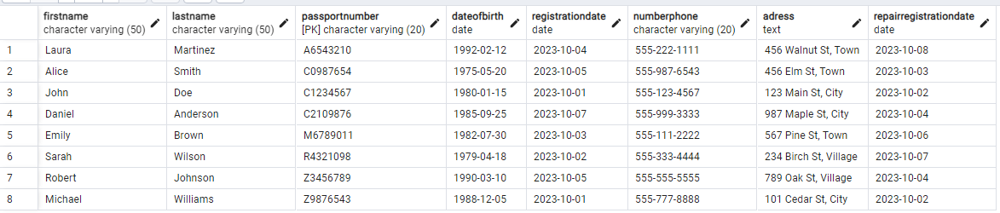 firstname lastname passportnumber dateofbirth registrationdate numberphone adress repairregistrationdate
character varying (50) character varying (50) [PK] character varying (20) date date character varying (20) text date
1 Laura Martinez A6543210 1992-02-12 2023-10-04 555-222-1111 456 Walnut St, Town 2023-10-08
2 Alice Smith C0987654 1975-05-20 2023-10-05 555-987-6543 456 Elm St, Town 2023-10-03
3 John Doe C1234567 1980-01-15 2023-10-01 555-123-4567 123 Main St, City 2023-10-02
4 Daniel Anderson C2109876 1985-09-25 2023-10-07 555-999-3333 987 Maple St, City 2023-10-04
5 Emily Brown M6789011 1982-07-30 2023-10-03 555-111-2222 567 Pine St, Town 2023-10-06
6 Sarah Wilson R4321098 1979-04-18 2023-10-02 555-333-4444 234 Birch St, Village 2023-10-07
7 Robert Johnson Z3456789 1990-03-10 2023-10-05 555-555-5555 789 Oak St, Village 2023-10-04
8 Michael Williams Z9876543 1988-12-05 2023-10-01 555-777-8888 101 Cedar St, City 2023-10-02